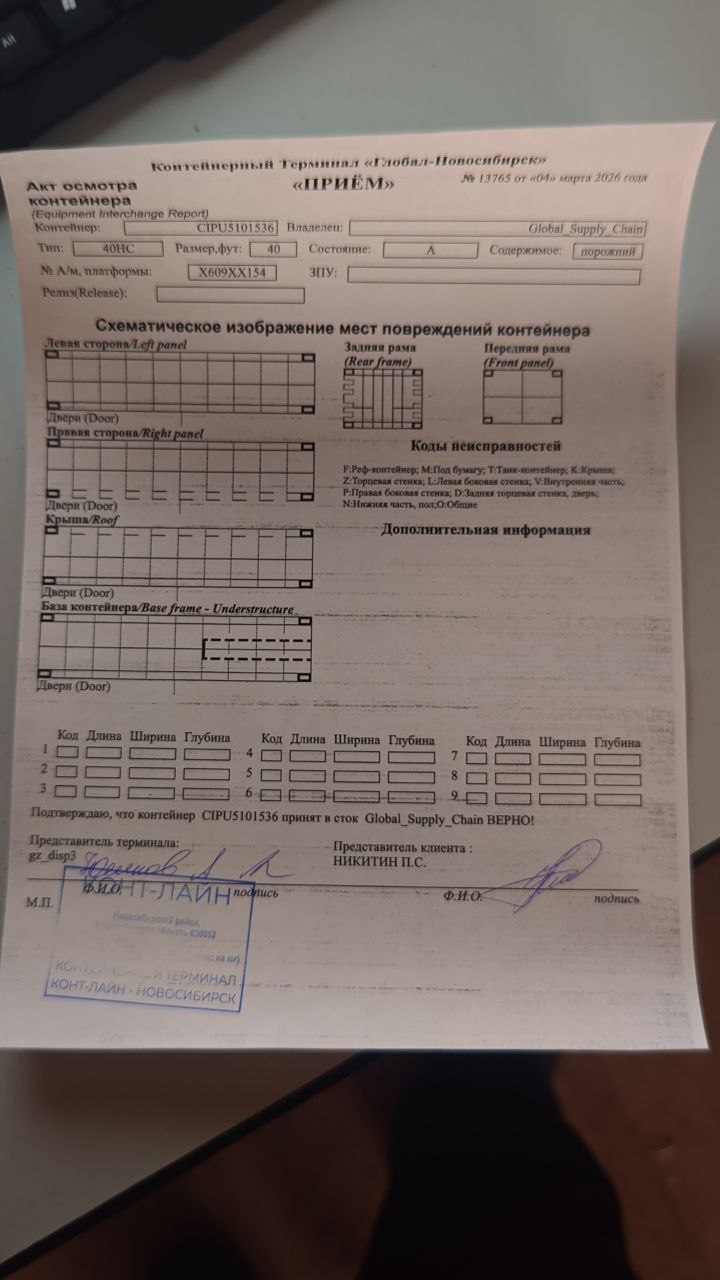 Alt
Контейнерный Терминал «Глобал-Новосибирск»
Акт осмотра контейнера
(Equipment Interchange Report)
«ПРИЁМ»
№ 13765 от «04» марта 2026 года
Контейнер: CIPU5101536 Владелец: Global_Supply_Chain
Тип: 40HC Размер,фут: 40 Состояние: A Содержимое: порожний
№ А/м, платформы: X609XX154 ЗПУ:
Релиз(Release):
Схематическое изображение мест повреждений контейнера
Левая сторона/Left panel
Двери (Door)
Правая сторона/Right panel
Двери (Door)
Крыша/Roof
Двери (Door)
База контейнера/Base frame - Understructure
Двери (Door)
Задняя рама
(Rear frame)
Передняя рама
(Front panel)
Коды неисправностей
F:Реф-контейнер; M:Под бумагу; T:Танк-контейнер; K:Крыша;
Z:Торцевая стенка; L:Левая боковая стенка; V:Внутренняя часть;
P:Правая боковая стенка; D:Задняя торцевая стенка, дверь;
N:Нижняя часть, пол;O:Общие
Дополнительная информация
Код Длина Ширина Глубина Код Длина Ширина Глубина Код Длина Ширина Глубина
1 4 7
2 5 8
3 6 9
Подтверждаю, что контейнер CIPU5101536 принят в сток Global_Supply_Chain ВЕРНО!
Представитель терминала:
gz_disp3
Ф.И.О. подпись
М.П.
Представитель клиента :
НИКИТИН П.С.
Ф.И.О. подпись
КОНТ-ЛАЙН
Новосибирский район,
область 630052
КОНТЕЙНЕРНЫЙ ТЕРМИНАЛ
КОНТ-ЛАЙН - НОВОСИБИРСК